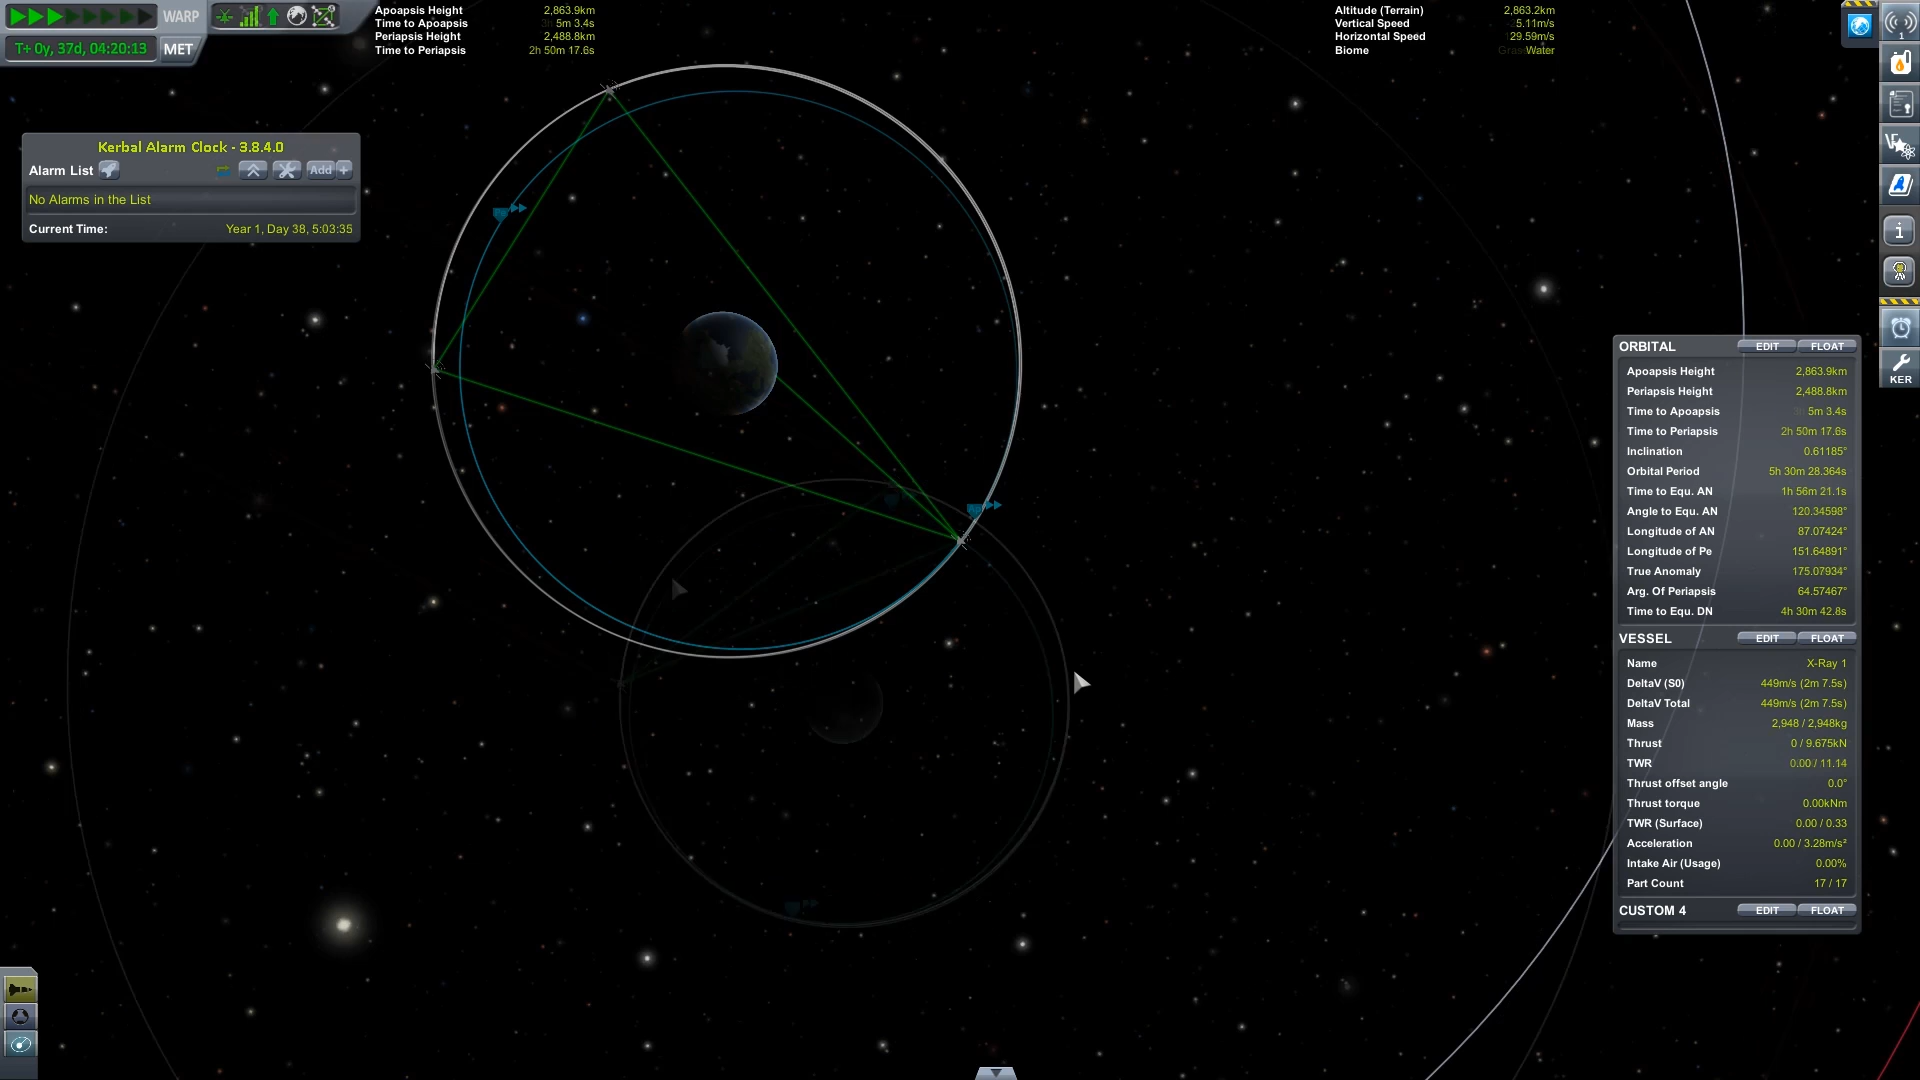 WARP
T+ 0y, 37d, 04:20:13 MET
Apoapsis Height 2,863.9km
Time to Apoapsis 5m 3.4s
Periapsis Height 2,488.8km
Time to Periapsis 2h 50m 17.6s
Altitude (Terrain) 2,863.2km
Vertical Speed 5.11m/s
Horizontal Speed 29.59m/s
Biome Water
1
Kerbal Alarm Clock - 3.8.4.0
Alarm List Add +
No Alarms in the List
Current Time: Year 1, Day 38, 5:03:35
Pe
Ap
KER
ORBITAL EDIT FLOAT
Apoapsis Height 2,863.9km
Periapsis Height 2,488.8km
Time to Apoapsis 5m 3.4s
Time to Periapsis 2h 50m 17.6s
Inclination 0.61185°
Orbital Period 5h 30m 28.364s
Time to Equ. AN 1h 56m 21.1s
Angle to Equ. AN 120.34598°
Longitude of AN 87.07424°
Longitude of Pe 151.64891°
True Anomaly 175.07934°
Arg. Of Periapsis 64.57467°
Time to Equ. DN 4h 30m 42.8s
VESSEL EDIT FLOAT
Name X-Ray 1
DeltaV (S0) 449m/s (2m 7.5s)
DeltaV Total 449m/s (2m 7.5s)
Mass 2,948 / 2,948kg
Thrust 0 / 9.675kN
TWR 0.00 / 11.14
Thrust offset angle 0.0°
Thrust torque 0.00kNm
TWR (Surface) 0.00 / 0.33
Acceleration 0.00 / 3.28m/s²
Intake Air (Usage) 0.00%
Part Count 17 / 17
CUSTOM 4 EDIT FLOAT